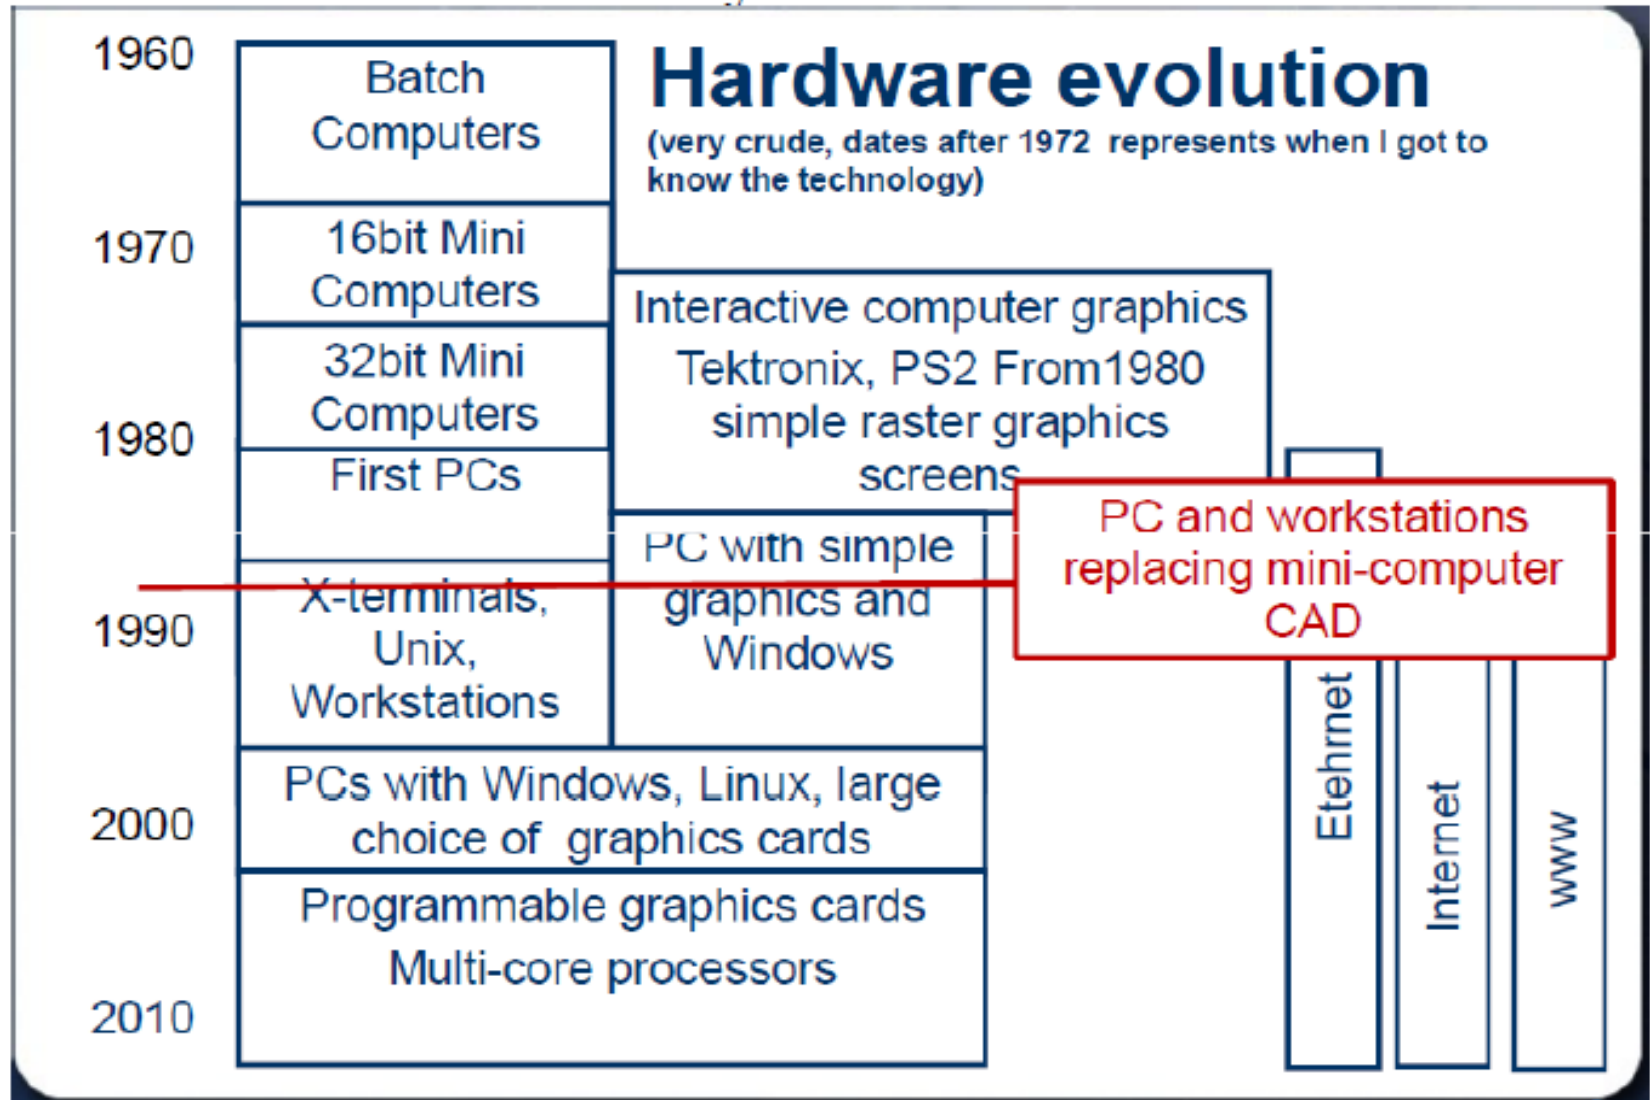 1960
Batch
Computers
Hardware evolution
(very crude, dates after 1972 represents when I got to
know the technology)
1970
16bit Mini
Computers
Interactive computer graphics
Tektronix, PS2 From1980
simple raster graphics
screens
32bit Mini
Computers
1980
First PCs
PC and workstations
replacing mini-computer
CAD
PC with simple
graphics and
Windows
X-terminals,
Unix,
Workstations
1990
PCs with Windows, Linux, large
choice of graphics cards
2000
Programmable graphics cards
Multi-core processors
2010
Etehrnet
Internet
www